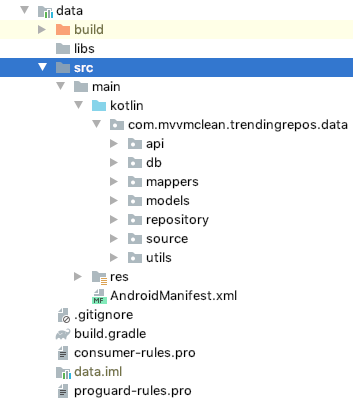 data
build
libs
src
main
kotlin
com.mvvmclean.trendingrepos.data
api
db
mappers
models
repository
source
utils
res
MF AndroidManifest.xml
.gitignore
build.gradle
consumer-rules.pro
data.iml
proguard-rules.pro